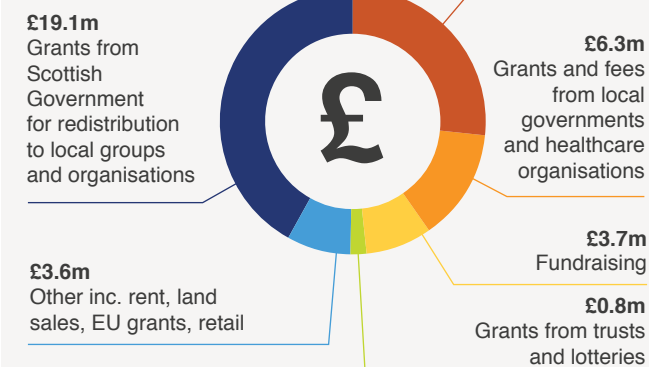 £19.1m
Grants from
Scottish
Government
for redistribution
to local groups
and organisations
£
£6.3m
Grants and fees
from local
governments
and healthcare
organisations
£3.7m
Fundraising
£3.6m
Other inc. rent, land
sales, EU grants, retail
£0.8m
Grants from trusts
and lotteries